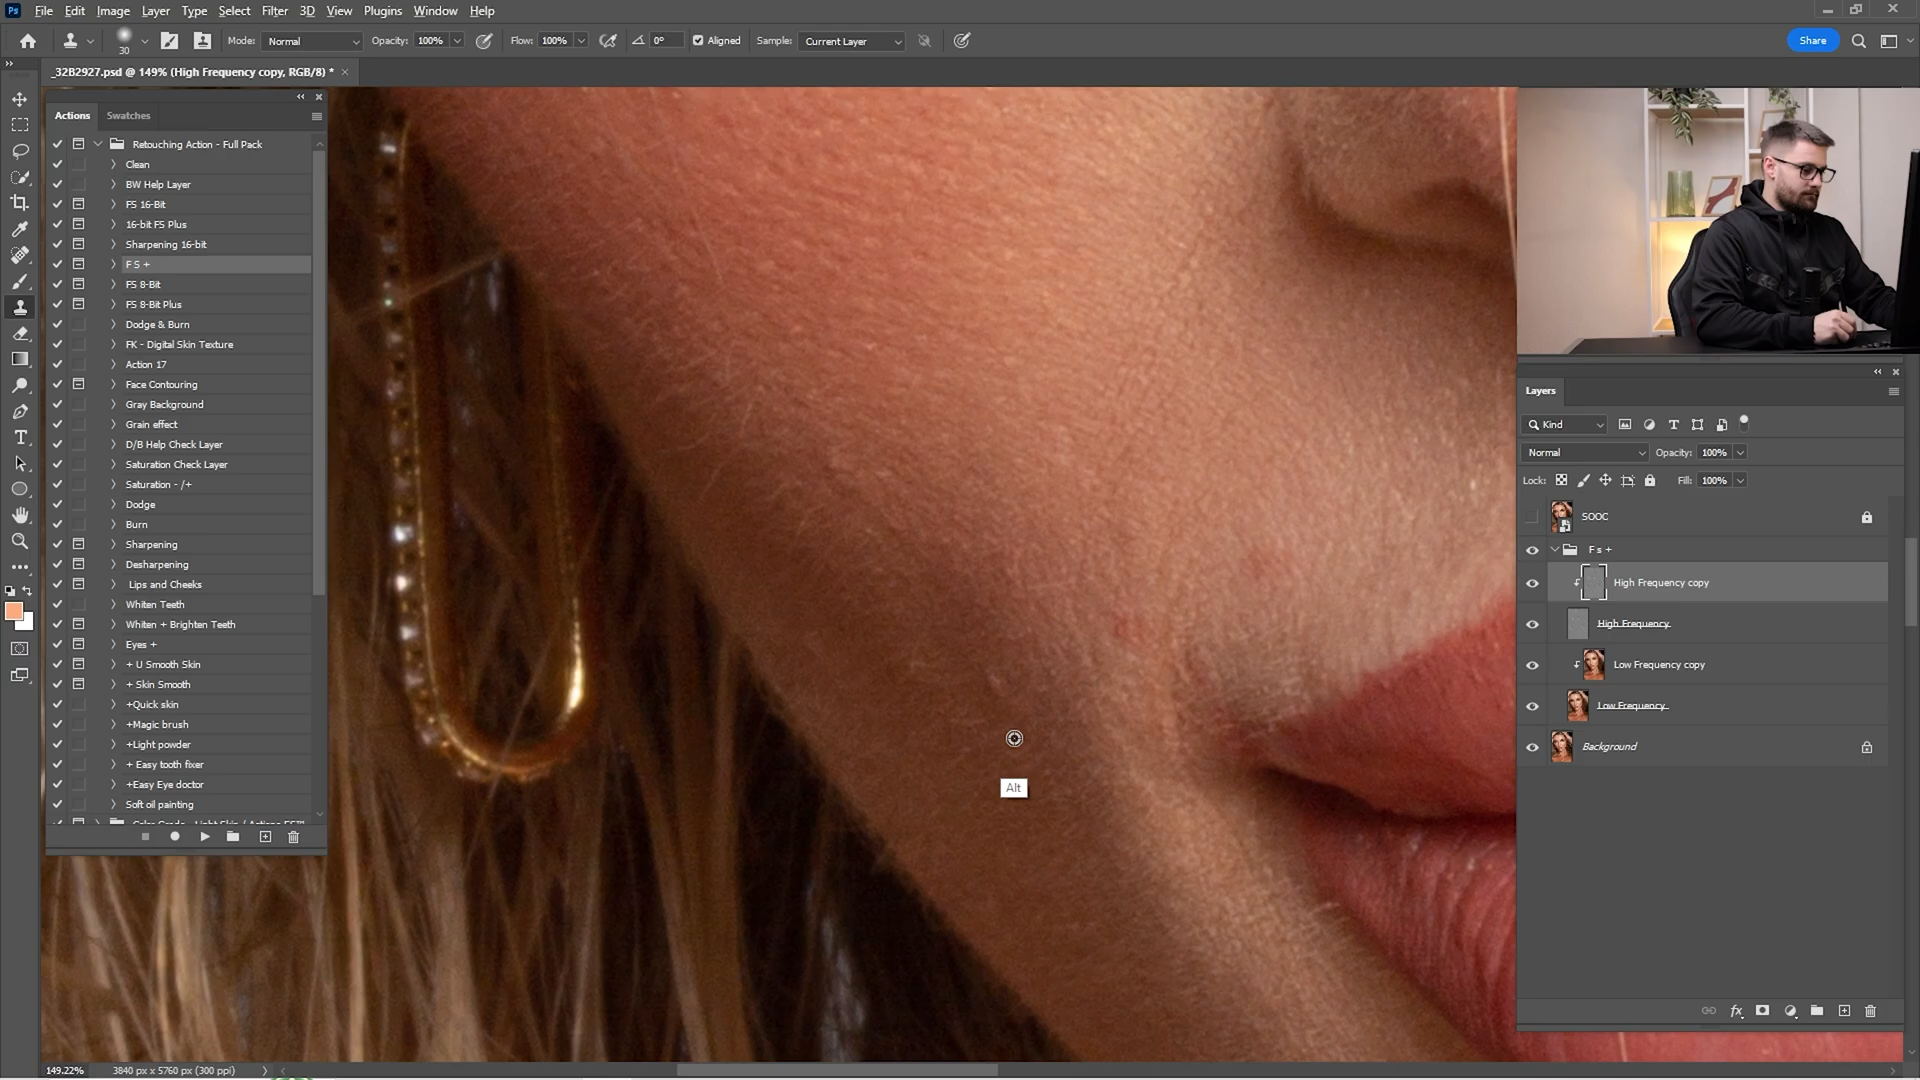 Ps File Edit Image Layer Type Select Filter 3D View Plugins Window Help
30 Mode: Normal Opacity: 100% Flow: 100% 0° Aligned Sample: Current Layer Share
_32B2927.psd @ 149% (High Frequency copy, RGB/8) * ×
Actions Swatches
Retouching Action - Full Pack
Clean
BW Help Layer
FS 16-Bit
16-bit FS Plus
Sharpening 16-bit
F S +
FS 8-Bit
FS 8-Bit Plus
Dodge & Burn
FK - Digital Skin Texture
Action 17
Face Contouring
Gray Background
Grain effect
D/B Help Check Layer
Saturation Check Layer
Saturation - /+
Dodge
Burn
Sharpening
Desharpening
Lips and Cheeks
Whiten Teeth
Whiten + Brighten Teeth
Eyes +
+ U Smooth Skin
+ Skin Smooth
+Quick skin
+Magic brush
+Light powder
+ Easy tooth fixer
+Easy Eye doctor
Soft oil painting
Alt
Layers
Kind
Normal Opacity: 100%
Lock: Fill: 100%
SOOC
F s +
High Frequency copy
High Frequency
Low Frequency copy
Low Frequency
Background
fx
149.22% 3840 px x 5760 px (300 ppi)